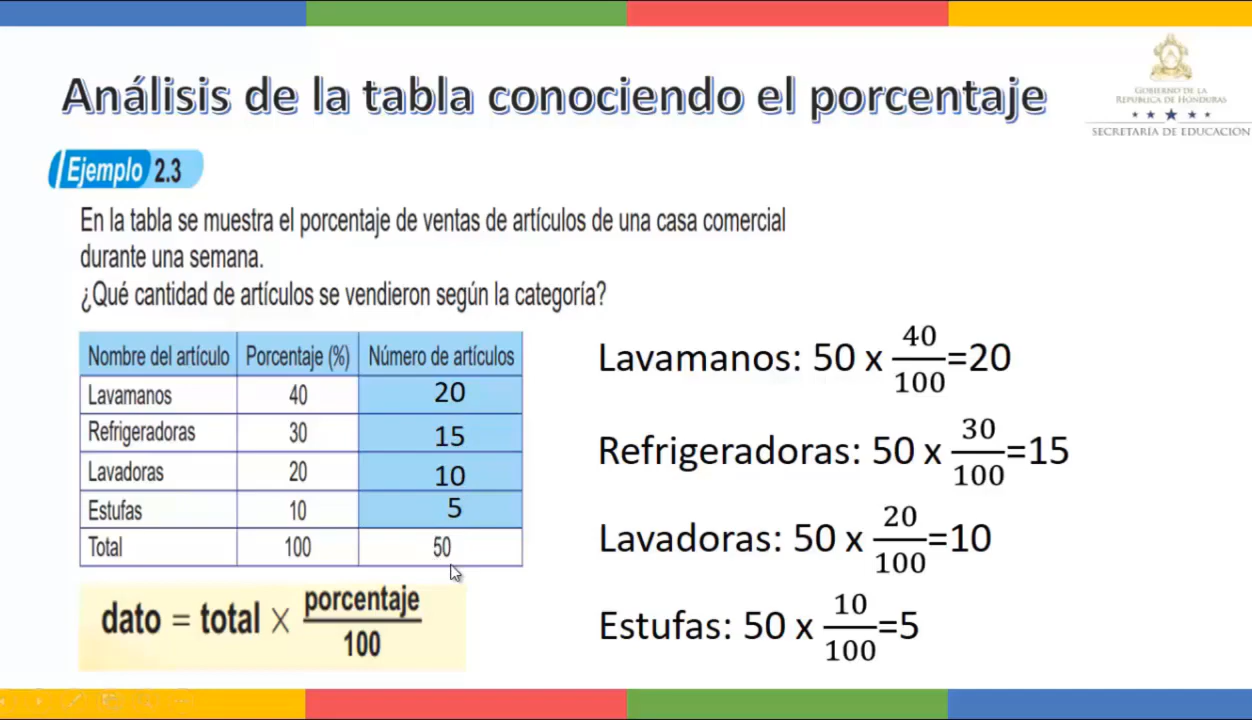 Análisis de la tabla conociendo el porcentaje
GOBIERNO DE LA
REPÚBLICA DE HONDURAS
SECRETARÍA DE EDUCACIÓN
Ejemplo 2.3
En la tabla se muestra el porcentaje de ventas de artículos de una casa comercial
durante una semana.
¿Qué cantidad de artículos se vendieron según la categoría?
Nombre del artículo Porcentaje (%) Número de artículos
Lavamanos 40 20
Refrigeradoras 30 15
Lavadoras 20 10
Estufas 10 5
Total 100 50
dato = total × porcentaje/100
Lavamanos: 50 x 40/100=20
Refrigeradoras: 50 x 30/100=15
Lavadoras: 50 x 20/100=10
Estufas: 50 x 10/100=5